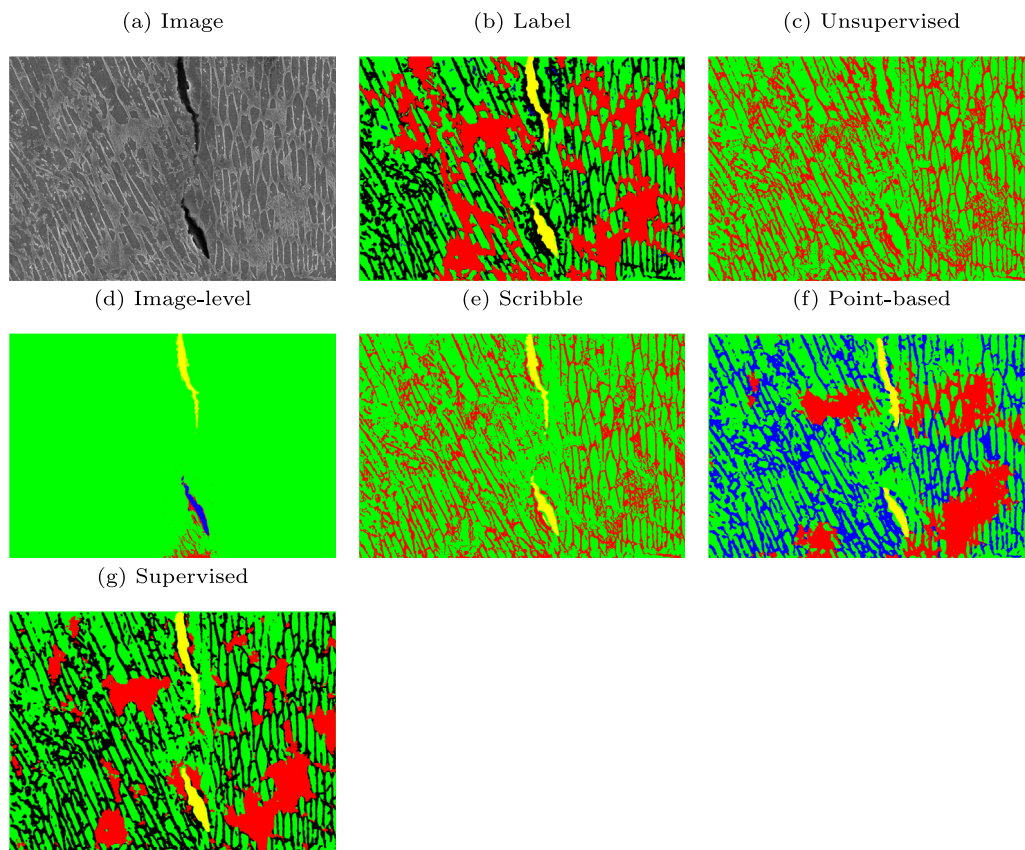 (a) Image
(b) Label
(c) Unsupervised
(d) Image-level
(e) Scribble
(f) Point-based
(g) Supervised